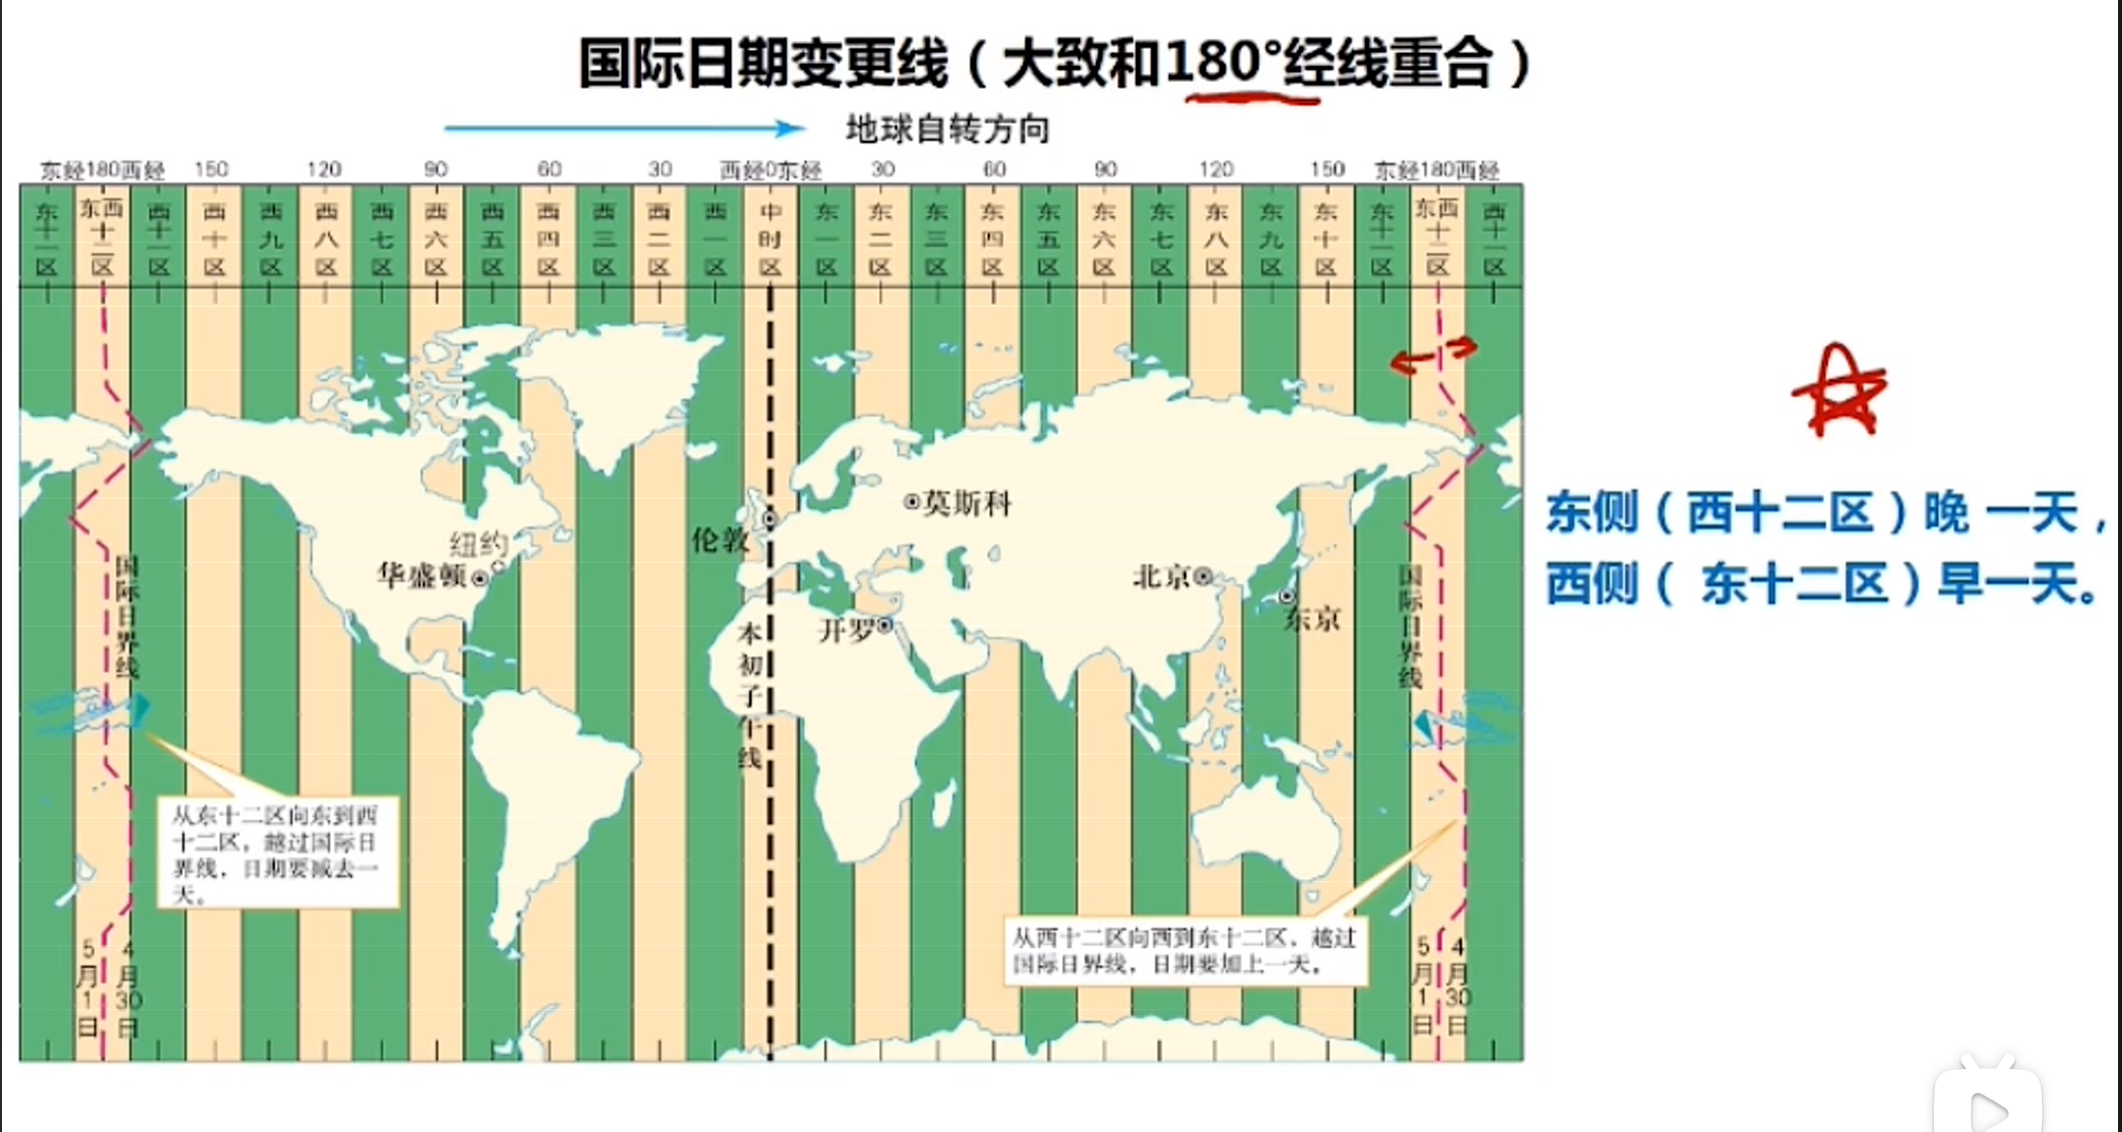 国际日期变更线（大致和180°经线重合）
地球自转方向
东经180西经 150 120 90 60 30 西经0东经 30 60 90 120 150 东经180西经
东十一区 东西十二区 西十一区 西十区 西九区 西八区 西七区 西六区 西五区 西四区 西三区 西二区 西一区 中时区 东一区 东二区 东三区 东四区 东五区 东六区 东七区 东八区 东九区 东十区 东十一区 东西十二区 西十一区
莫斯科
伦敦
纽约
华盛顿
北京
东京
开罗
国际日界线
本初子午线
国际日界线
东侧（西十二区）晚 一天，
西侧（ 东十二区）早一天。
从东十二区向东到西
十二区，越过国际日
界线，日期要减去一
天。
从西十二区向西到东十二区，越过
国际日界线，日期要加上一天。
5月1日 4月30日
5月1日 4月30日